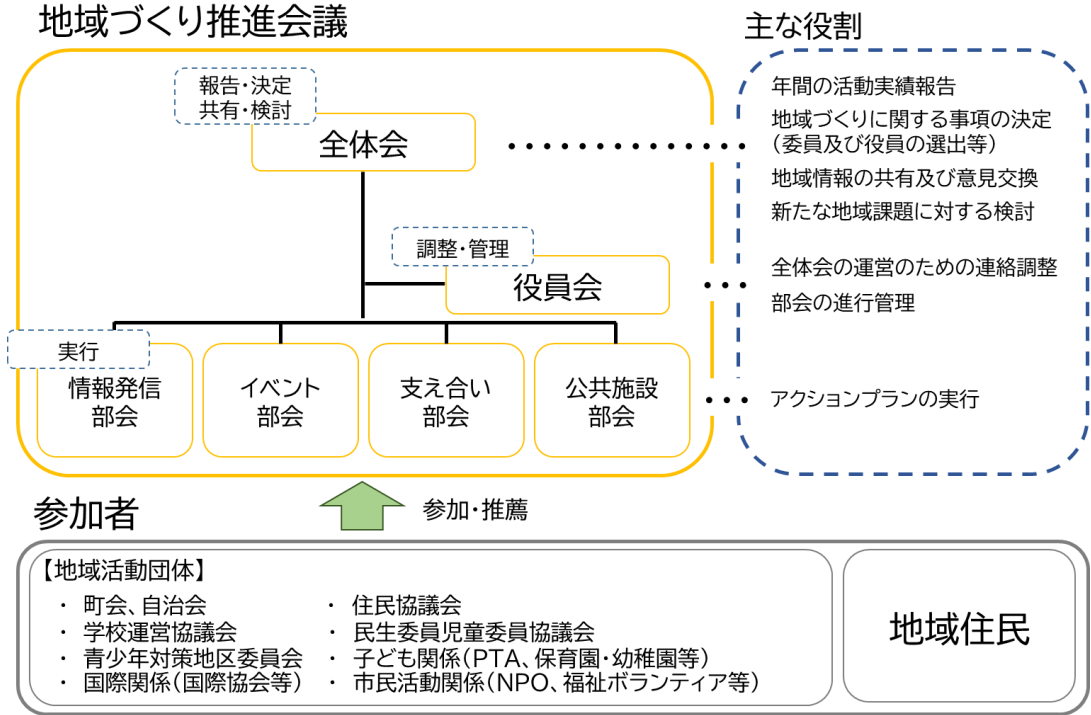 地域づくり推進会議
報告・決定
共有・検討
全体会
調整・管理
役員会
実行
情報発信
部会
イベント
部会
支え合い
部会
公共施設
部会
主な役割
年間の活動実績報告
地域づくりに関する事項の決定
（委員及び役員の選出等）
地域情報の共有及び意見交換
新たな地域課題に対する検討
全体会の運営のための連絡調整
部会の進行管理
アクションプランの実行
参加・推薦
参加者
【地域活動団体】
・ 町会、自治会
・ 学校運営協議会
・ 青少年対策地区委員会
・ 国際関係（国際協会等）
・ 住民協議会
・ 民生委員児童委員協議会
・ 子ども関係（PTA、保育園・幼稚園等）
・ 市民活動関係（NPO、福祉ボランティア等）
地域住民